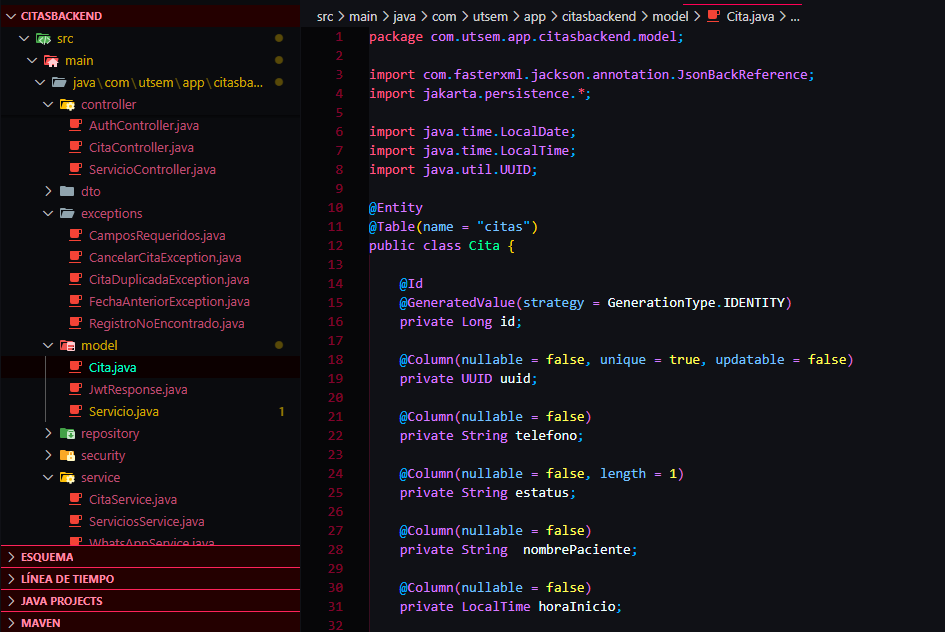 CITASBACKEND
src
main
java\com\utsem\app\citasba...
controller
AuthController.java
CitaController.java
ServicioController.java
dto
exceptions
CamposRequeridos.java
CancelarCitaException.java
CitaDuplicadaException.java
FechaAnteriorException.java
RegistroNoEncontrado.java
model
Cita.java
JwtResponse.java
Servicio.java 1
repository
security
service
CitaService.java
ServiciosService.java
WhatsAppService.java
ESQUEMA
LÍNEA DE TIEMPO
JAVA PROJECTS
MAVEN
src > main > java > com > utsem > app > citasbackend > model > Cita.java > ...
1 package com.utsem.app.citasbackend.model;
2
3 import com.fasterxml.jackson.annotation.JsonBackReference;
4 import jakarta.persistence.*;
5
6 import java.time.LocalDate;
7 import java.time.LocalTime;
8 import java.util.UUID;
9
10 @Entity
11 @Table(name = "citas")
12 public class Cita {
13
14 @Id
15 @GeneratedValue(strategy = GenerationType.IDENTITY)
16 private Long id;
17
18 @Column(nullable = false, unique = true, updatable = false)
19 private UUID uuid;
20
21 @Column(nullable = false)
22 private String telefono;
23
24 @Column(nullable = false, length = 1)
25 private String estatus;
26
27 @Column(nullable = false)
28 private String  nombrePaciente;
29
30 @Column(nullable = false)
31 private LocalTime horaInicio;
32